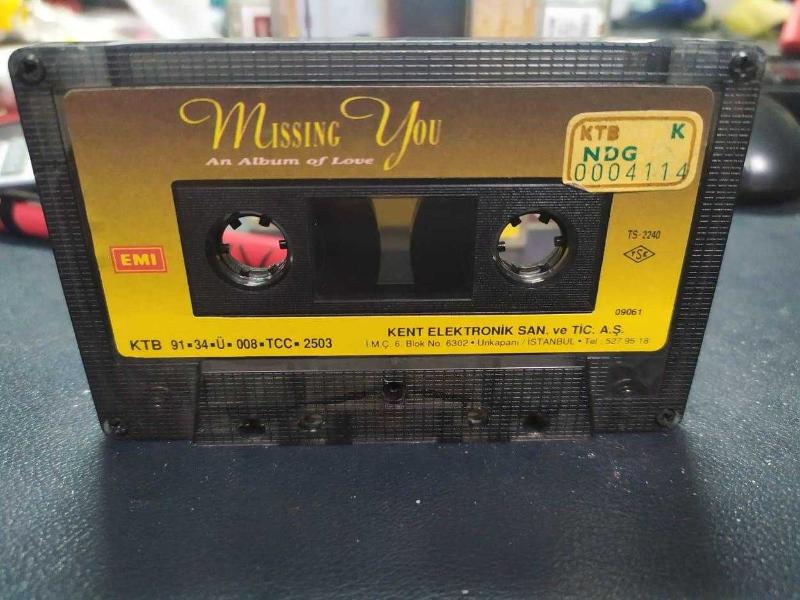 Missing You
An Album of Love
KTB K
NDG
0004114
EMI
TS-2240
TSE
09061
KTB 91▪34▪Ü▪ 008▪TCC▪ 2503
KENT ELEKTRONİK SAN. ve TİC. A.Ş.
İ.M.Ç. 6. Blok No. 6302 • Unkapanı / İSTANBUL • Tel : 527 95 18